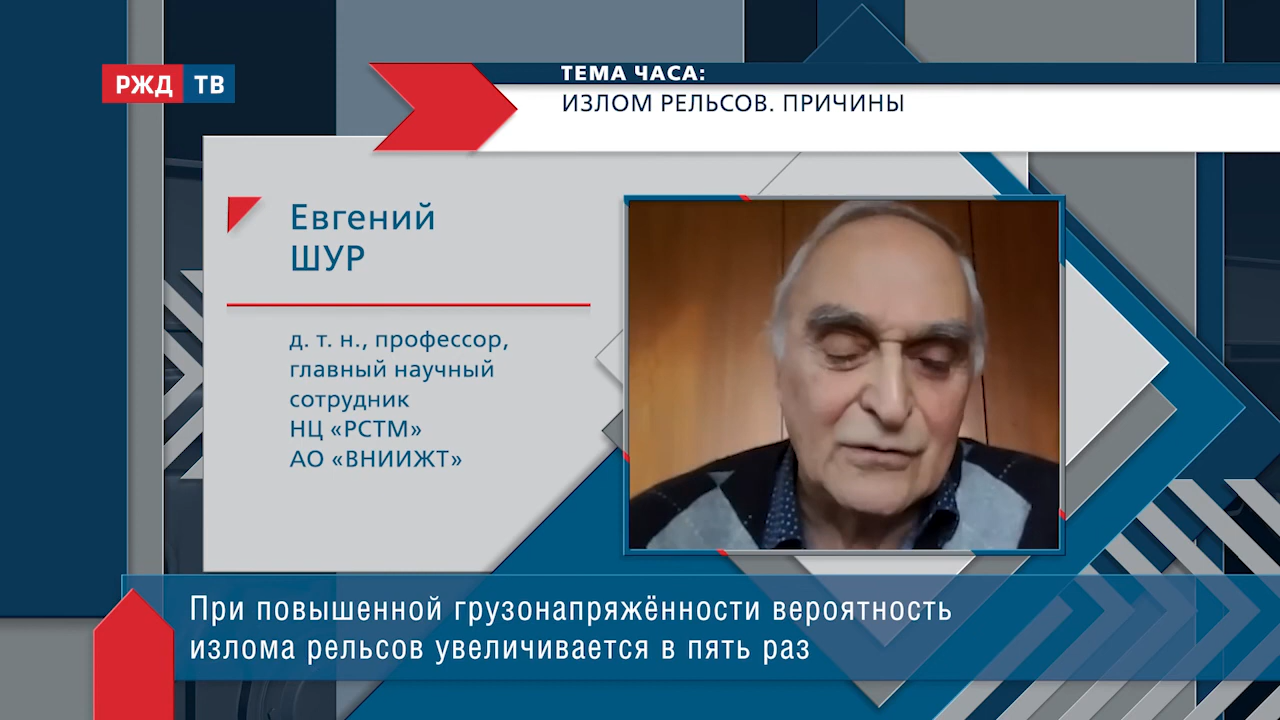 РЖД ТВ
ТЕМА ЧАСА:
ИЗЛОМ РЕЛЬСОВ. ПРИЧИНЫ
Евгений
ШУР
д. т. н., профессор,
главный научный
сотрудник
НЦ «РСТМ»
АО «ВНИИЖТ»
При повышенной грузонапряжённости вероятность
излома рельсов увеличивается в пять раз